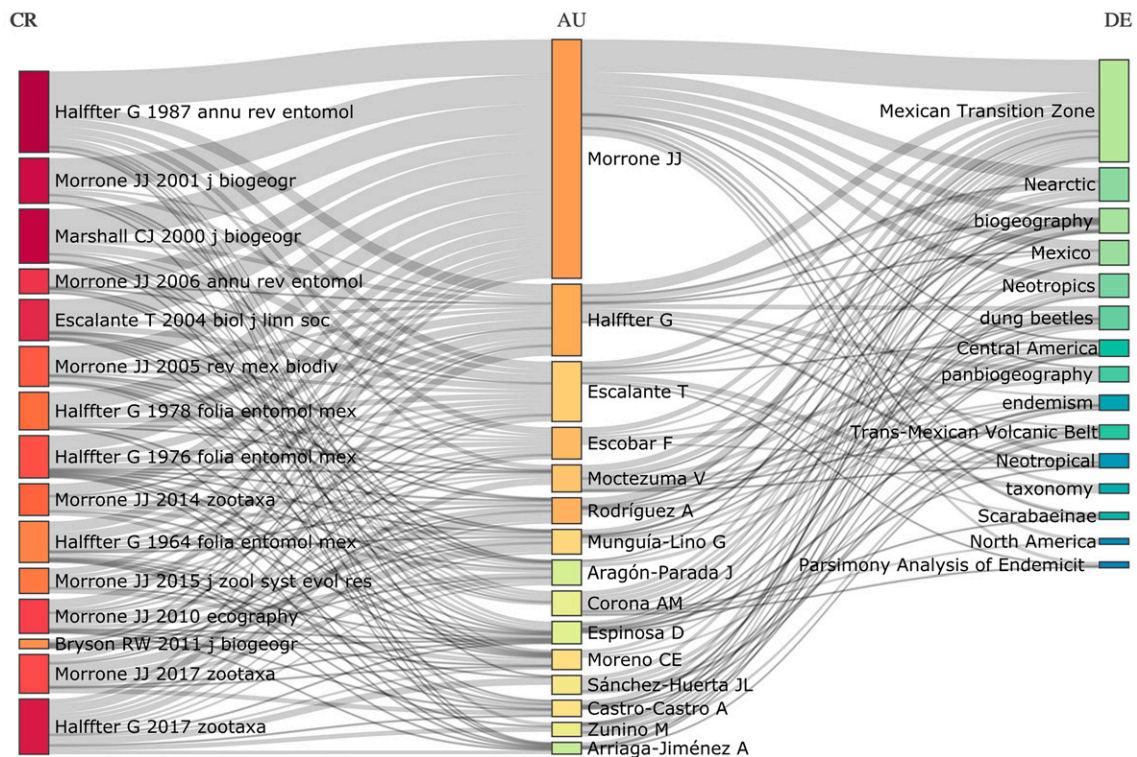 CR
AU
DE
Halffter G 1987 annu rev entomol
Morrone JJ 2001 j biogeogr
Marshall CJ 2000 j biogeogr
Morrone JJ 2006 annu rev entomol
Escalante T 2004 biol j linn soc
Morrone JJ 2005 rev mex biodiv
Halffter G 1978 folia entomol mex
Halffter G 1976 folia entomol mex
Morrone JJ 2014 zootaxa
Halffter G 1964 folia entomol mex
Morrone JJ 2015 j zool syst evol res
Morrone JJ 2010 ecography
Bryson RW 2011 j biogeogr
Morrone JJ 2017 zootaxa
Halffter G 2017 zootaxa
Morrone JJ
Halffter G
Escalante T
Escobar F
Moctezuma V
Rodríguez A
Munguía-Lino G
Aragón-Parada J
Corona AM
Espinosa D
Moreno CE
Sánchez-Huerta JL
Castro-Castro A
Zunino M
Arriaga-Jiménez A
Mexican Transition Zone
Nearctic
biogeography
Mexico
Neotropics
dung beetles
Central America
panbiogeography
endemism
Trans-Mexican Volcanic Belt
Neotropical
taxonomy
Scarabaeinae
North America
Parsimony Analysis of Endemicit